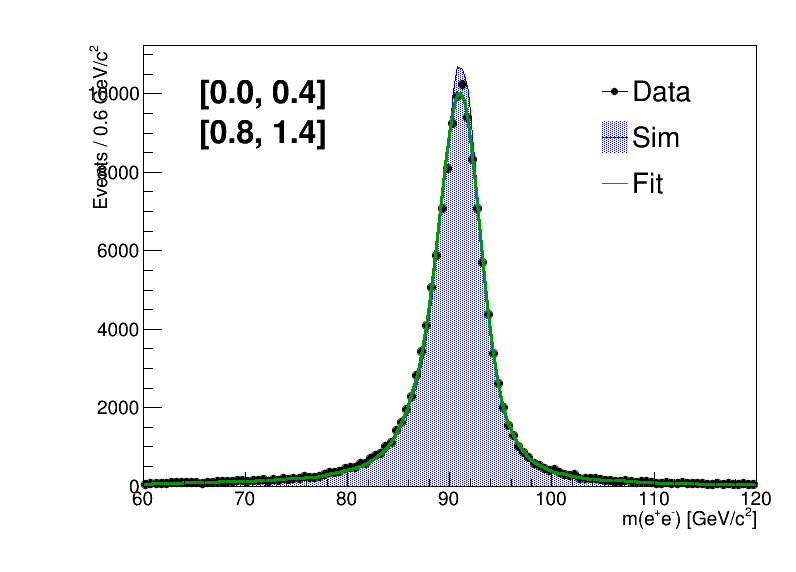 Events / 0.6 GeV/c²
[0.0, 0.4]
[0.8, 1.4]
Data
Sim
Fit
10000
8000
6000
4000
2000
0
60 70 80 90 100 110 120
m(e⁺e⁻) [GeV/c²]